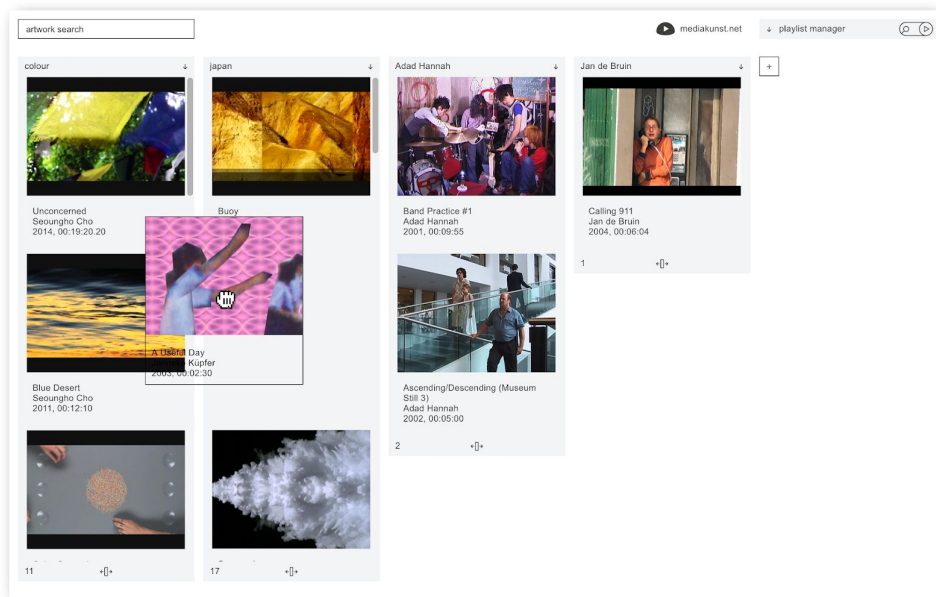 artwork search
mediakunst.net
playlist manager
colour
Unconcerned
Seoungho Cho
2014, 00:19:20.20
Blue Desert
Seoungho Cho
2011, 00:12:10
11
japan
Buoy
A Useful Day
Küpfer
2003, 00:02:30
17
Adad Hannah
Band Practice #1
Adad Hannah
2001, 00:09:55
Ascending/Descending (Museum
Still 3)
Adad Hannah
2002, 00:05:00
2
Jan de Bruin
Calling 911
Jan de Bruin
2004, 00:06:04
1
+